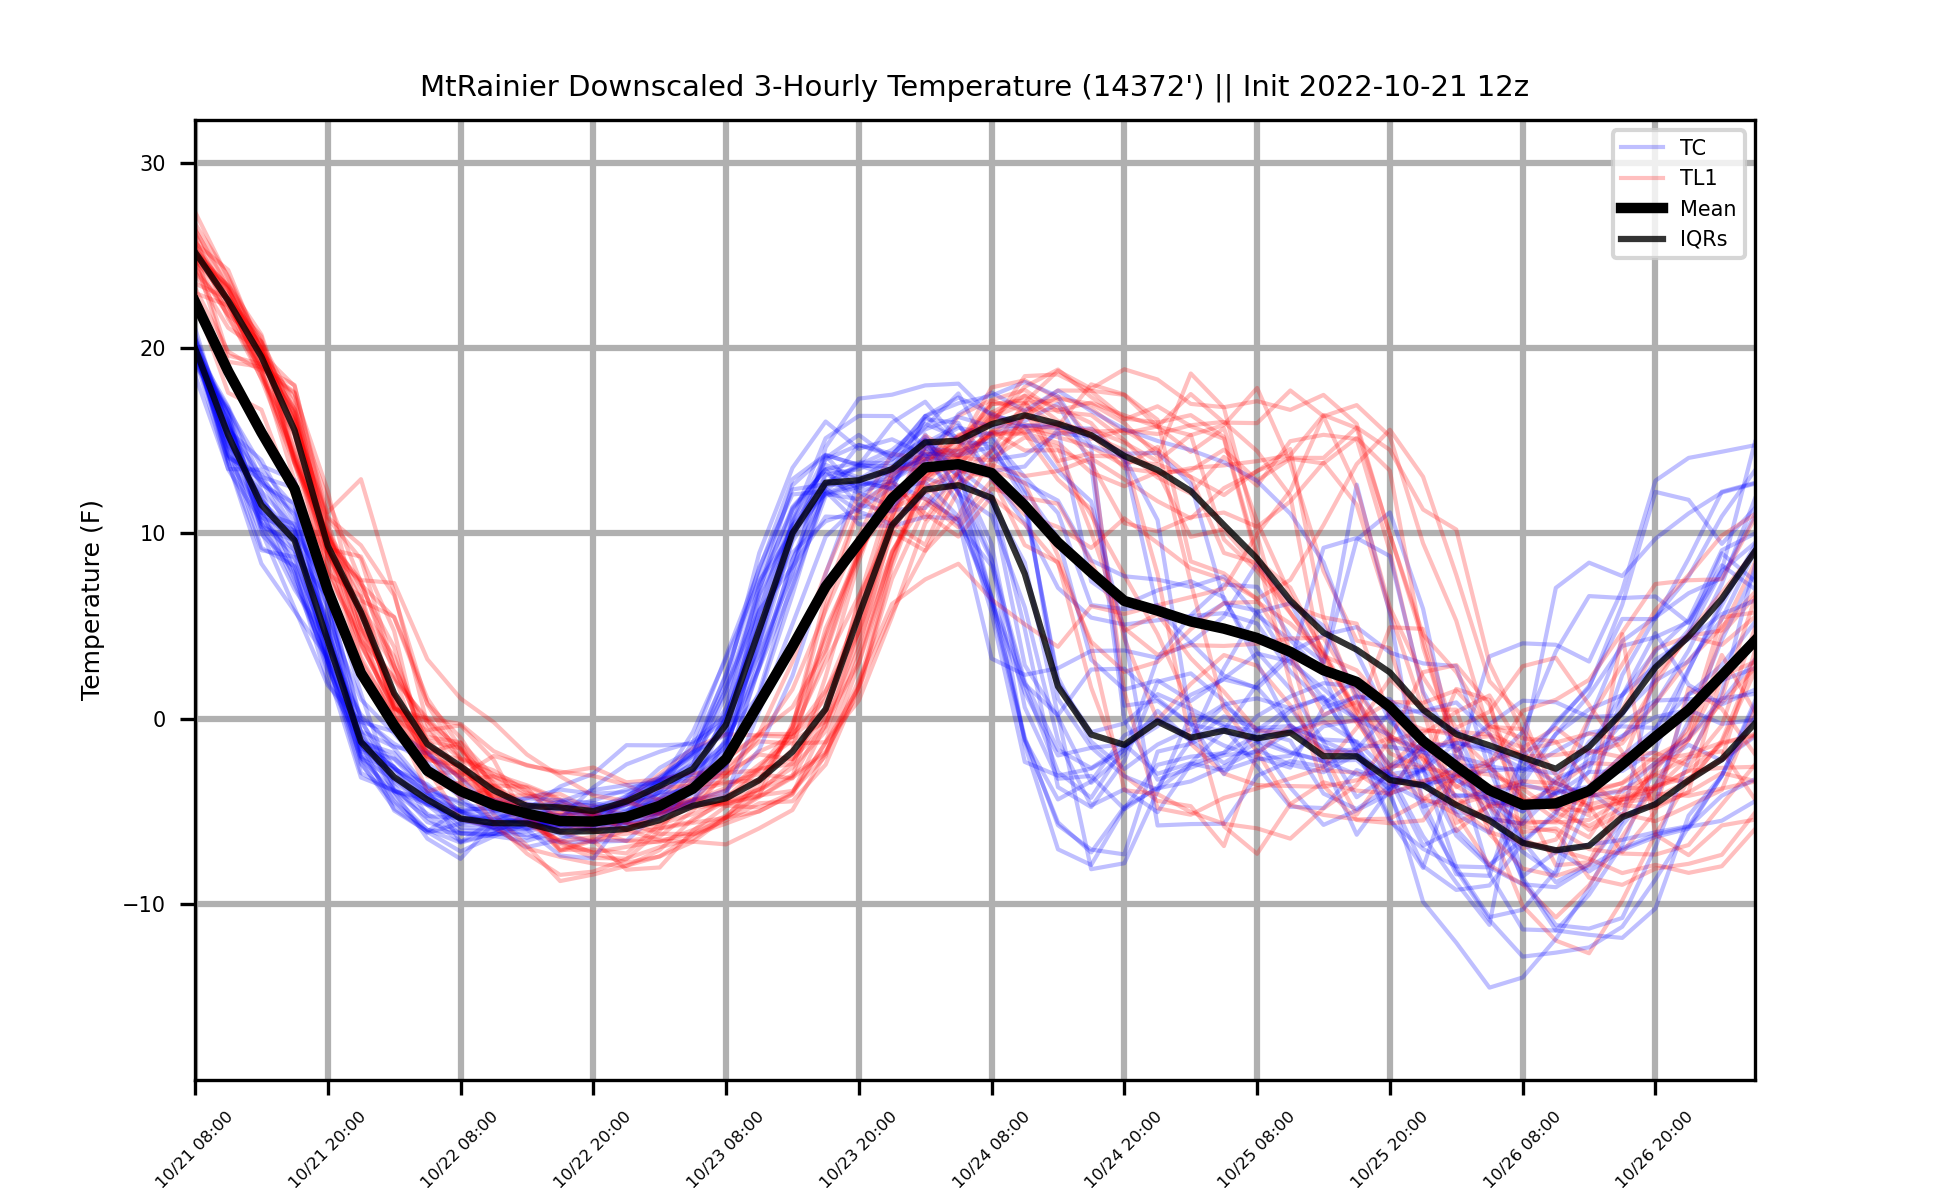 MtRainier Downscaled 3-Hourly Temperature (14372') || Init 2022-10-21 12z
TC
TL1
Mean
IQRs
Temperature (F)
30
20
10
0
−10
10/21 08:00
10/21 20:00
10/22 08:00
10/22 20:00
10/23 08:00
10/23 20:00
10/24 08:00
10/24 20:00
10/25 08:00
10/25 20:00
10/26 08:00
10/26 20:00